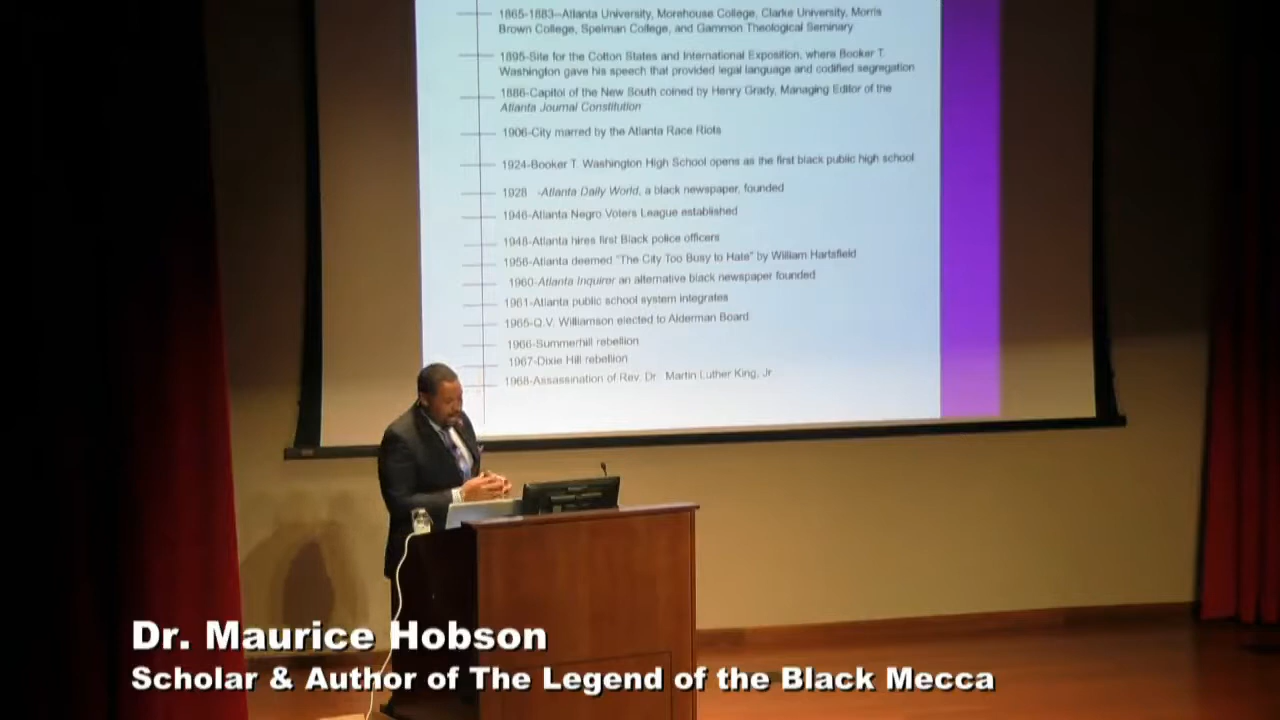 1865-1883--Atlanta University, Morehouse College, Clarke University, Morris
Brown College, Spelman College, and Gammon Theological Seminary
1895-Site for the Cotton States and International Exposition, where Booker T.
Washington gave his speech that provided legal language and codified segregation
1886-Capitol of the New South coined by Henry Grady, Managing Editor of the
Atlanta Journal Constitution
1906-City marred by the Atlanta Race Riots
1924-Booker T. Washington High School opens as the first black public high school
1928 -Atlanta Daily World, a black newspaper, founded
1946-Atlanta Negro Voters League established
1948-Atlanta hires first Black police officers
1956-Atlanta deemed "The City Too Busy to Hate" by William Hartsfield
1960-Atlanta Inquirer an alternative black newspaper founded
1961-Atlanta public school system integrates
1965-Q.V. Williamson elected to Alderman Board
1966-Summerhill rebellion
1967-Dixie Hill rebellion
1968-Assassination of Rev. Dr. Martin Luther King, Jr
Dr. Maurice Hobson
Scholar & Author of The Legend of the Black Mecca